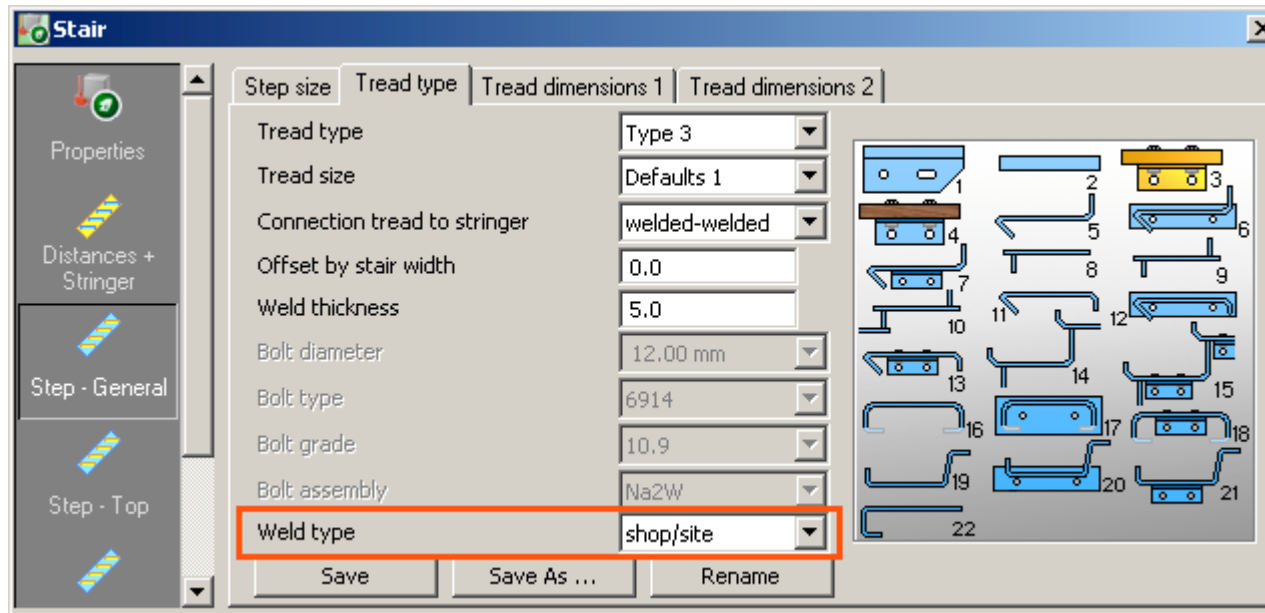 Stair
Properties
Distances +
Stringer
Step - General
Step - Top
Step size Tread type Tread dimensions 1 Tread dimensions 2
Tread type Type 3
Tread size Defaults 1
Connection tread to stringer welded-welded
Offset by stair width 0.0
Weld thickness 5.0
Bolt diameter 12.00 mm
Bolt type 6914
Bolt grade 10.9
Bolt assembly Na2W
Weld type shop/site
Save Save As ... Rename
1 2 3
4 5 6
7 8 9
10 11 12
13 14 15
16 17 18
19 20 21
22